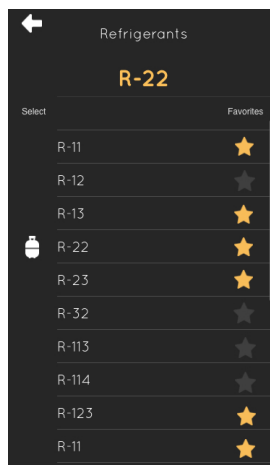 Refrigerants
R-22
Select Favorites
R-11
R-12
R-13
R-22
R-23
R-32
R-113
R-114
R-123
R-11